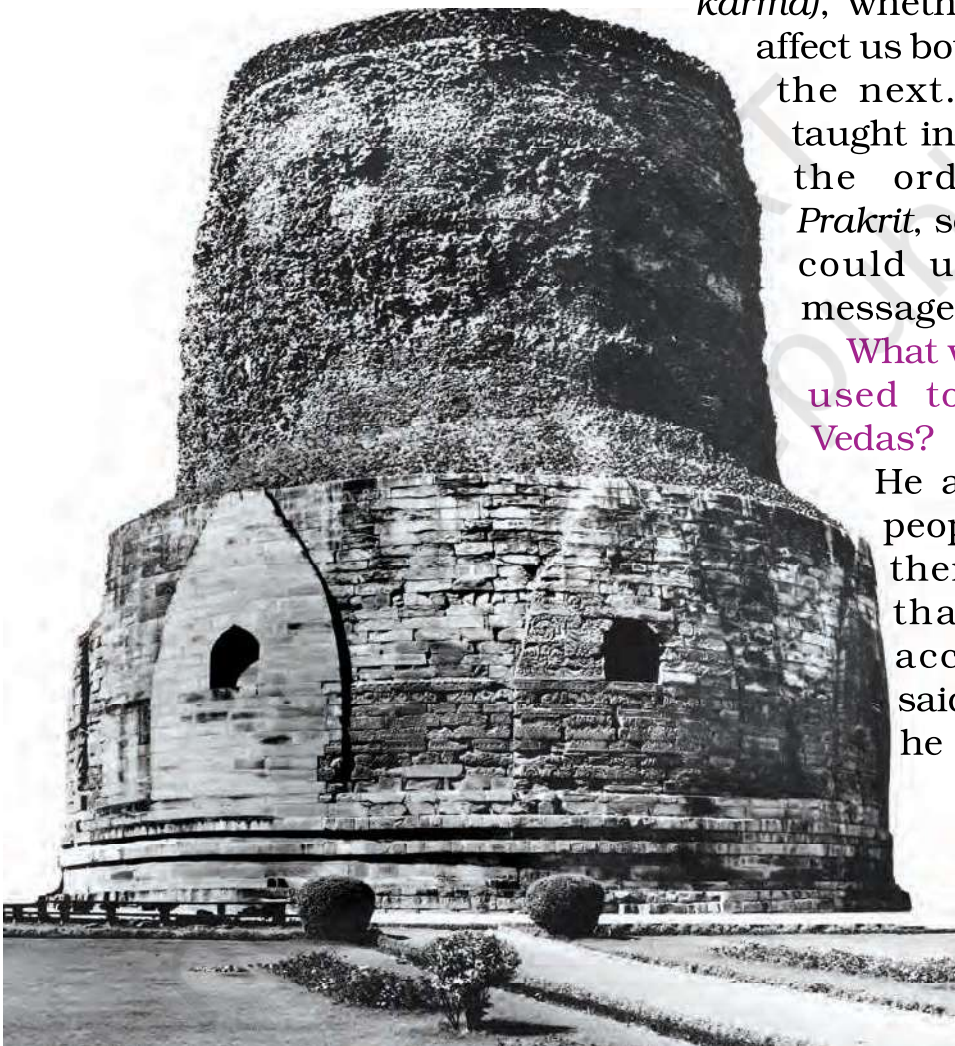 karma), wheth
affect us bo
the next.
taught in
the ord
Prakrit, s
could u
message
What
used to
Vedas?
He a
peop
the
tha
acc
said
he